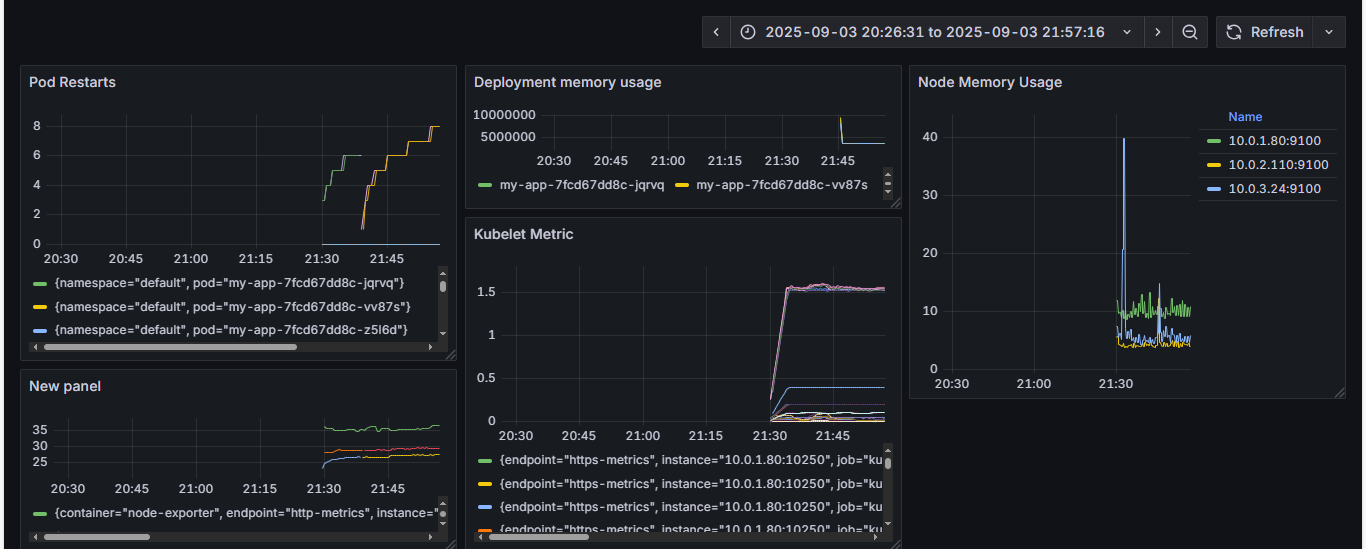 2025-09-03 20:26:31 to 2025-09-03 21:57:16
Refresh
Pod Restarts
8
6
4
2
0
20:30 20:45 21:00 21:15 21:30 21:45
{namespace="default", pod="my-app-7fcd67dd8c-jqrvq"}
{namespace="default", pod="my-app-7fcd67dd8c-vv87s"}
{namespace="default", pod="my-app-7fcd67dd8c-z5l6d"}
Deployment memory usage
10000000
5000000
20:30 20:45 21:00 21:15 21:30 21:45
my-app-7fcd67dd8c-jqrvq my-app-7fcd67dd8c-vv87s
Node Memory Usage
40
30
20
10
0
20:30 21:00 21:30
Name
10.0.1.80:9100
10.0.2.110:9100
10.0.3.24:9100
Kubelet Metric
1.5
1
0.5
0
20:30 20:45 21:00 21:15 21:30 21:45
{endpoint="https-metrics", instance="10.0.1.80:10250", job="ku
{endpoint="https-metrics", instance="10.0.1.80:10250", job="ku
{endpoint="https-metrics", instance="10.0.1.80:10250", job="ku
{endpoint="https-metrics", instance="10.0.1.80:10250", job="ku
New panel
35
30
25
20:30 20:45 21:00 21:15 21:30 21:45
{container="node-exporter", endpoint="http-metrics", instance="